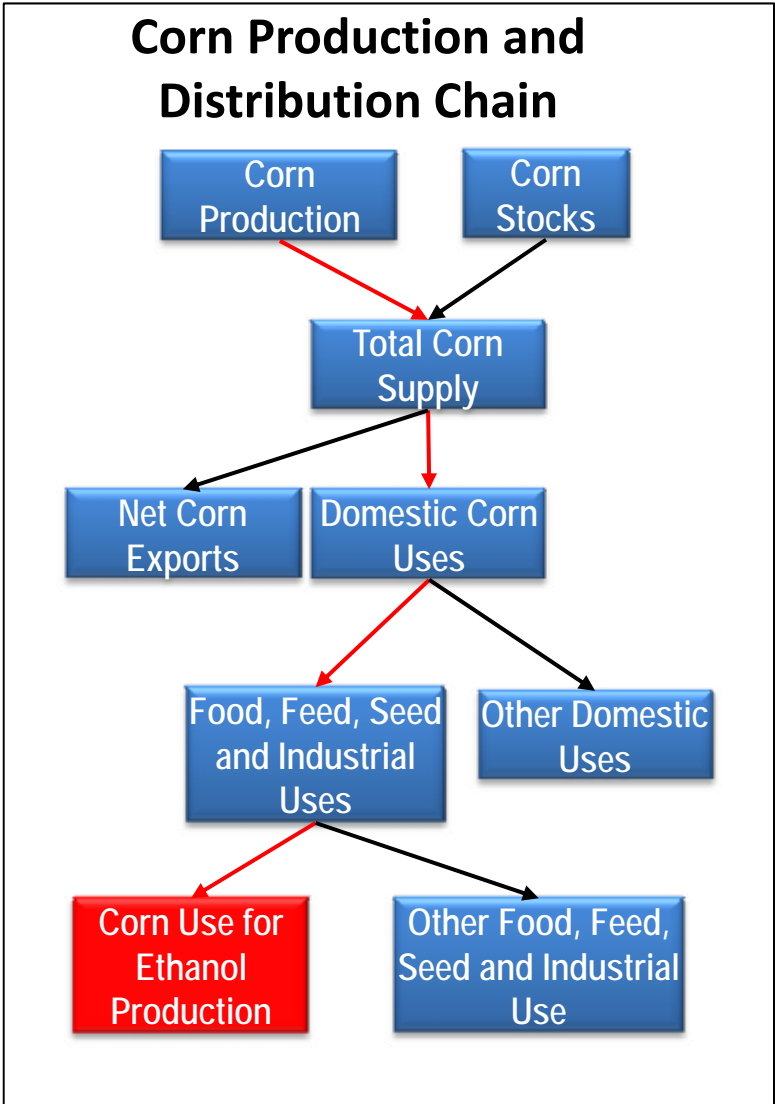 Corn Production and
Distribution Chain
Corn
Production
Corn
Stocks
Total Corn
Supply
Net Corn
Exports
Domestic Corn
Uses
Food, Feed, Seed
and Industrial
Uses
Other Domestic
Uses
Corn Use for
Ethanol
Production
Other Food, Feed,
Seed and Industrial
Use